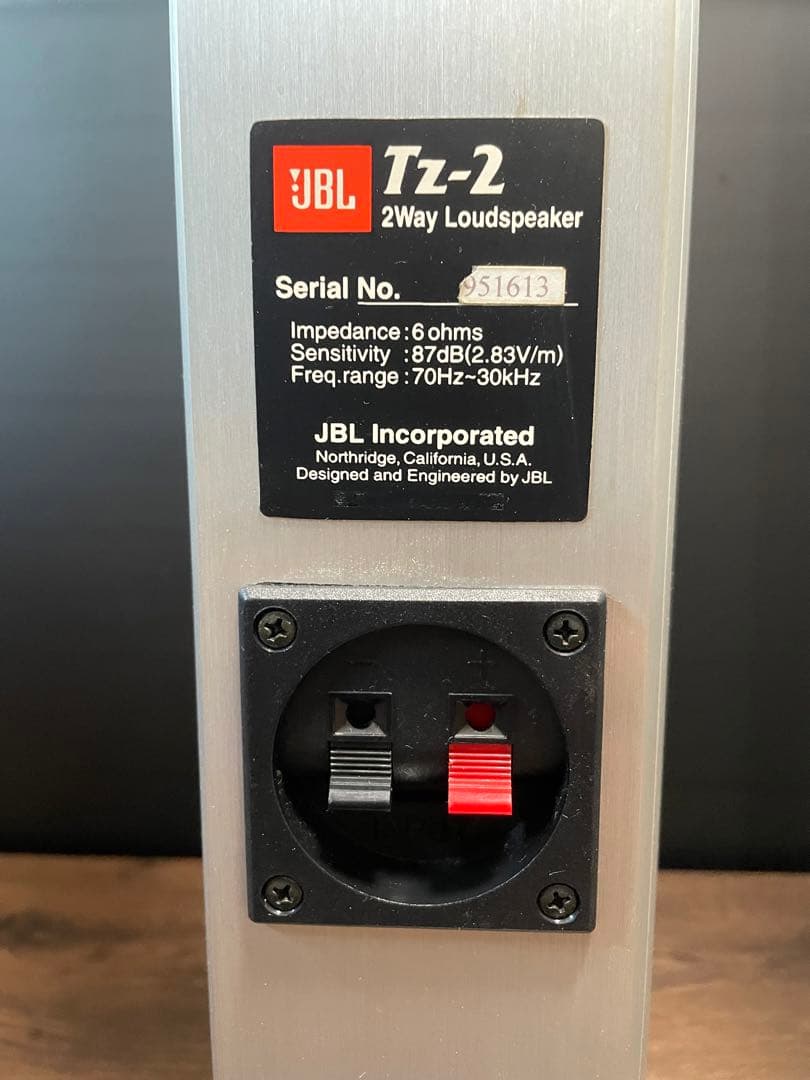 JBL Tz-2
2Way Loudspeaker
Serial No. 951613
Impedance : 6 ohms
Sensitivity : 87dB(2.83V/m)
Freq.range : 70Hz~30kHz
JBL Incorporated
Northridge, California, U.S.A.
Designed and Engineered by JBL
- +